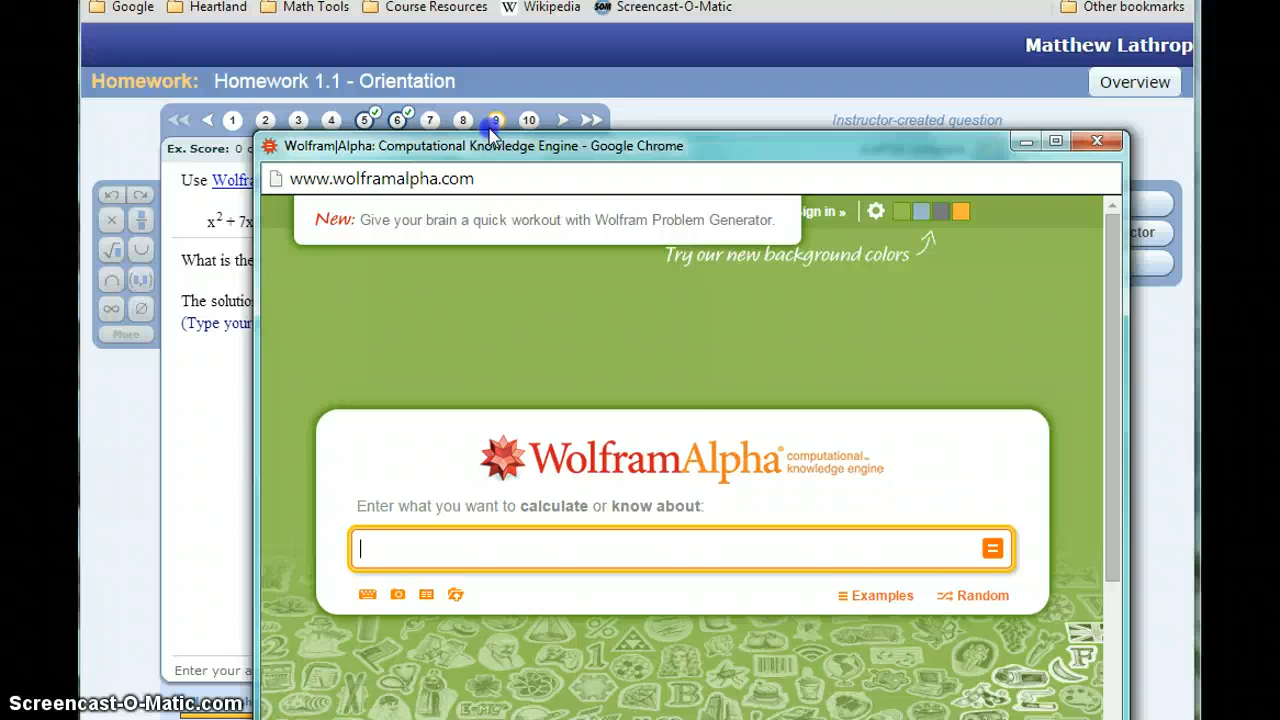 Google Heartland Math Tools Course Resources W Wikipedia SOM Screencast-O-Matic Other bookmarks
Matthew Lathrop
Homework: Homework 1.1 - Orientation Overview
1 2 3 4 5 6 7 8 9 10 Instructor-created question
Ex. Score: 0
Wolfram|Alpha: Computational Knowledge Engine - Google Chrome
www.wolframalpha.com
Use
x² + 7x
What is the
The
(Type your
More
New: Give your brain a quick workout with Wolfram Problem Generator.
in »
Try our new background colors
WolframAlpha computational knowledge engine
Enter what you want to calculate or know about:
Examples Random
Enter your
Screencast-O-Matic.com